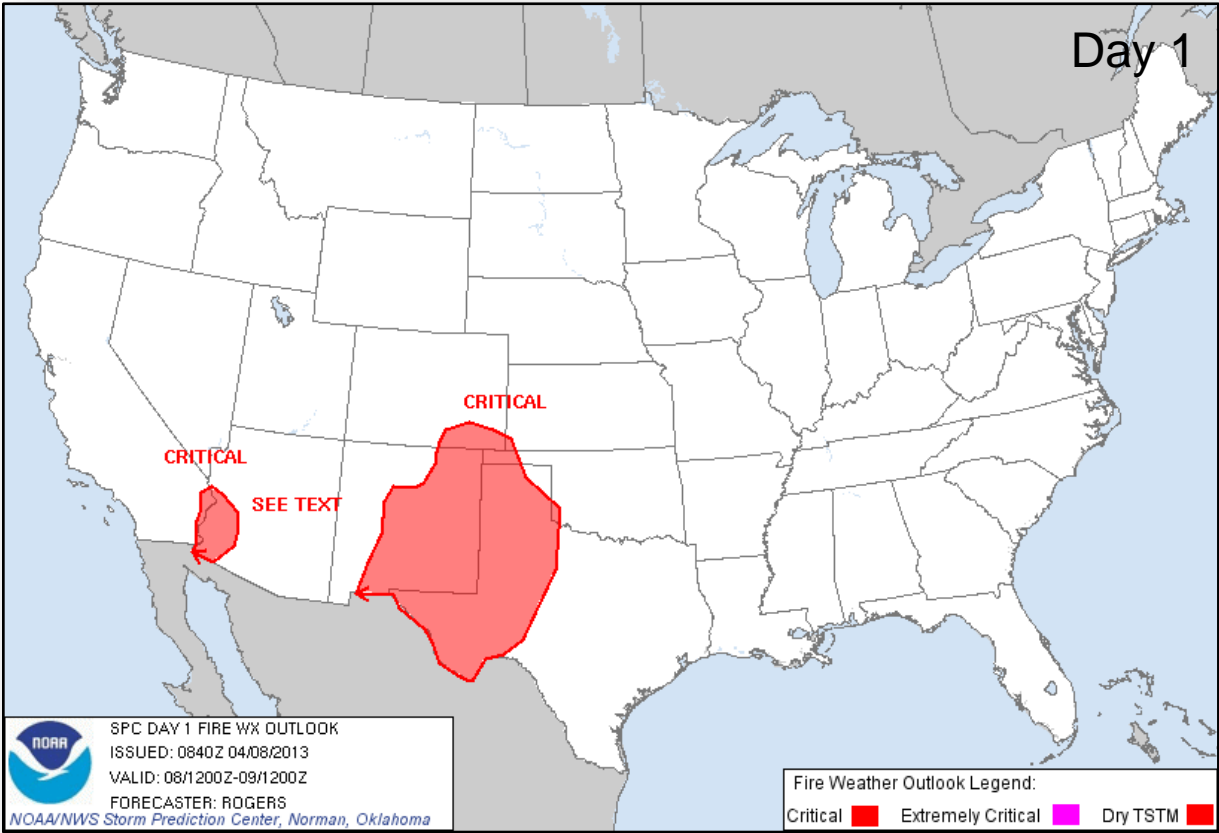 Day 1
CRITICAL
CRITICAL
SEE TEXT
NOAA
SPC DAY 1 FIRE WX OUTLOOK
ISSUED: 0840Z 04/08/2013
VALID: 08/1200Z-09/1200Z
FORECASTER: ROGERS
NOAA/NWS Storm Prediction Center, Norman, Oklahoma
Fire Weather Outlook Legend:
Critical Extremely Critical Dry TSTM